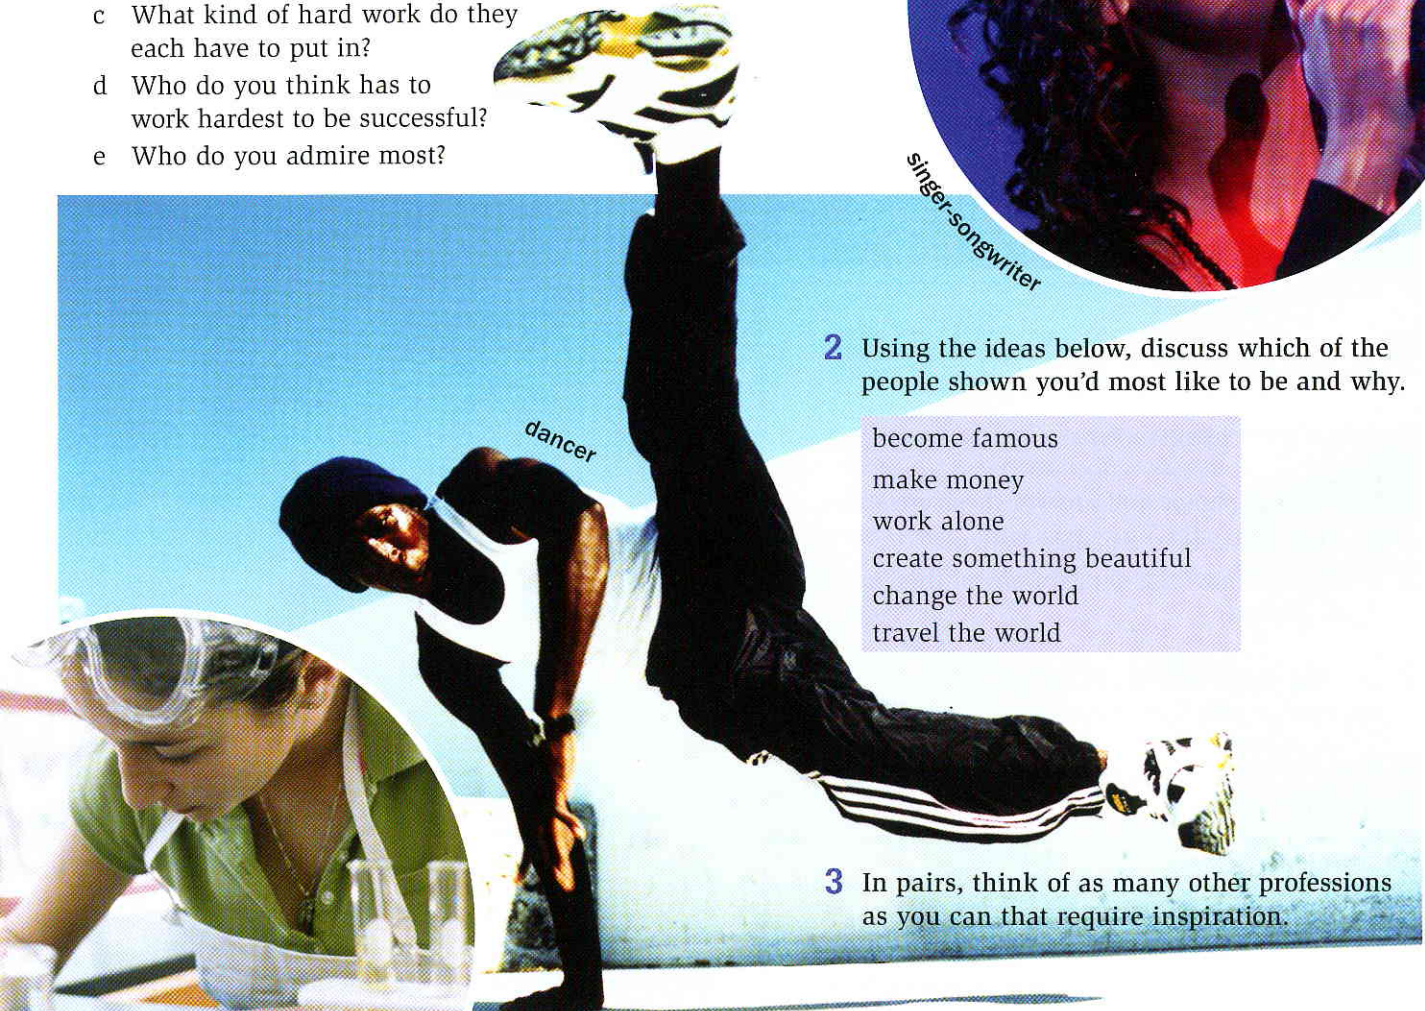 c What kind of hard work do they
each have to put in?
d Who do you think has to
work hardest to be successful?
e Who do you admire most?
singer-songwriter
2 Using the ideas below, discuss which of the
people shown you'd most like to be and why.
dancer
become famous
make money
work alone
create something beautiful
change the world
travel the world
3 In pairs, think of as many other professions
as you can that require inspiration.